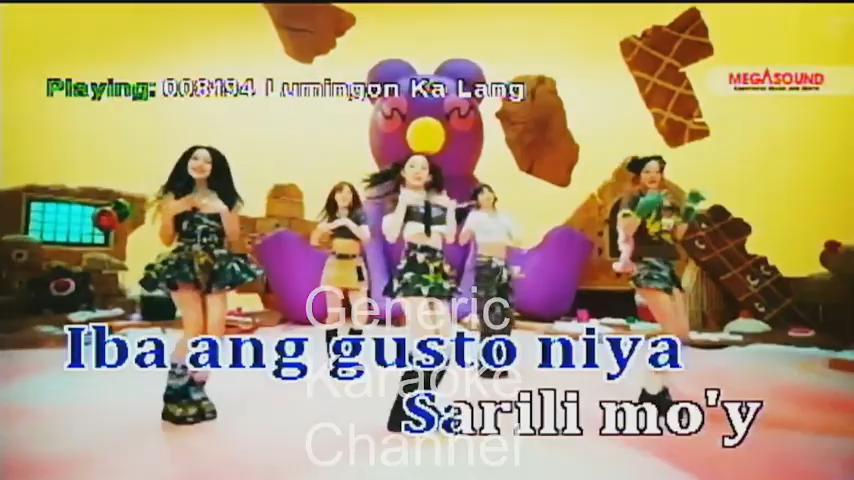 Playing: 008194 Lumingon Ka Lang
MEGASOUND
Generic
Iba ang gusto niya
Karaoke
Sarili mo'y
Channel